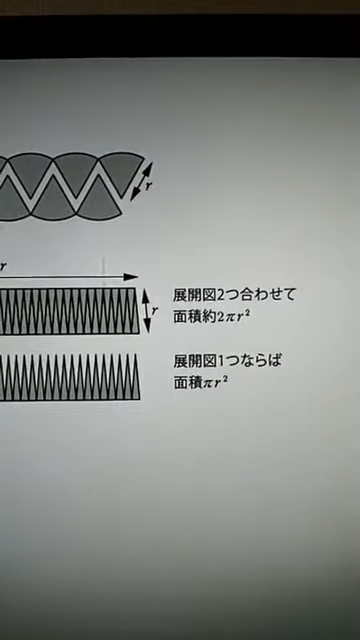 r
r
r
展開図2つ合わせて
面積約2πr²
展開図1つならば
面積πr²